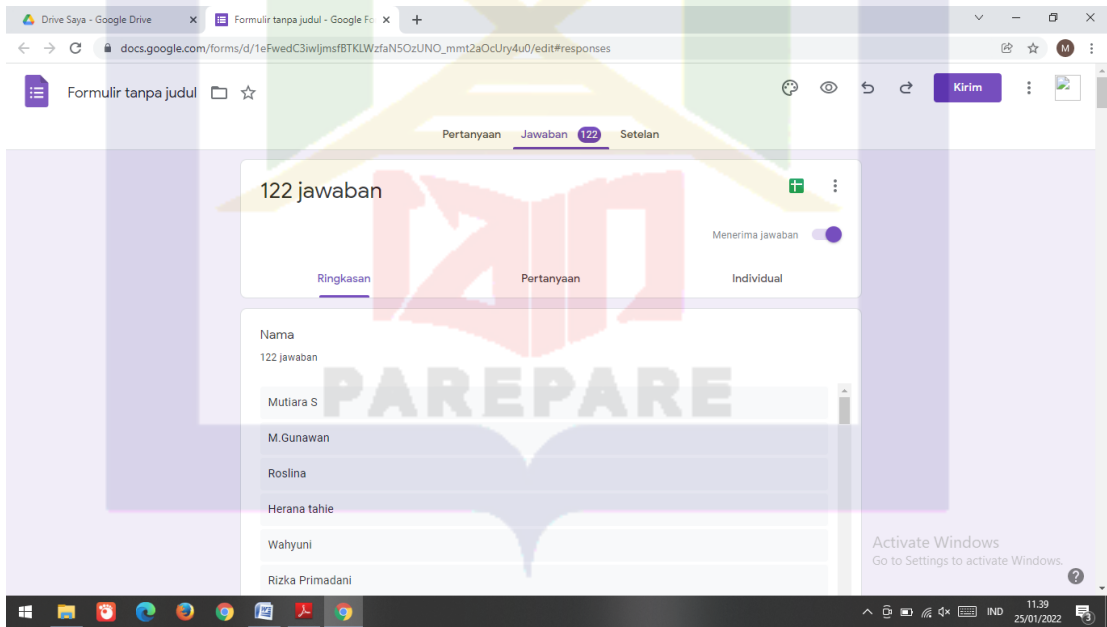 Drive Saya - Google Drive
Formulir tanpa judul - Google Fo
docs.google.com/forms/d/1eFwedC3iwIjmsfBTKLWzfaN5OzUNO_mmt2aOcUry4u0/edit#responses
M
Formulir tanpa judul
Kirim
Pertanyaan Jawaban 122 Setelan
122 jawaban
Menerima jawaban
Ringkasan Pertanyaan Individual
Nama
122 jawaban
PAREPARE
Mutiara S
M.Gunawan
Roslina
Herana tahie
Wahyuni
Rizka Primadani
Activate Windows
Go to Settings to activate Windows.
IND
11.39
25/01/2022
3